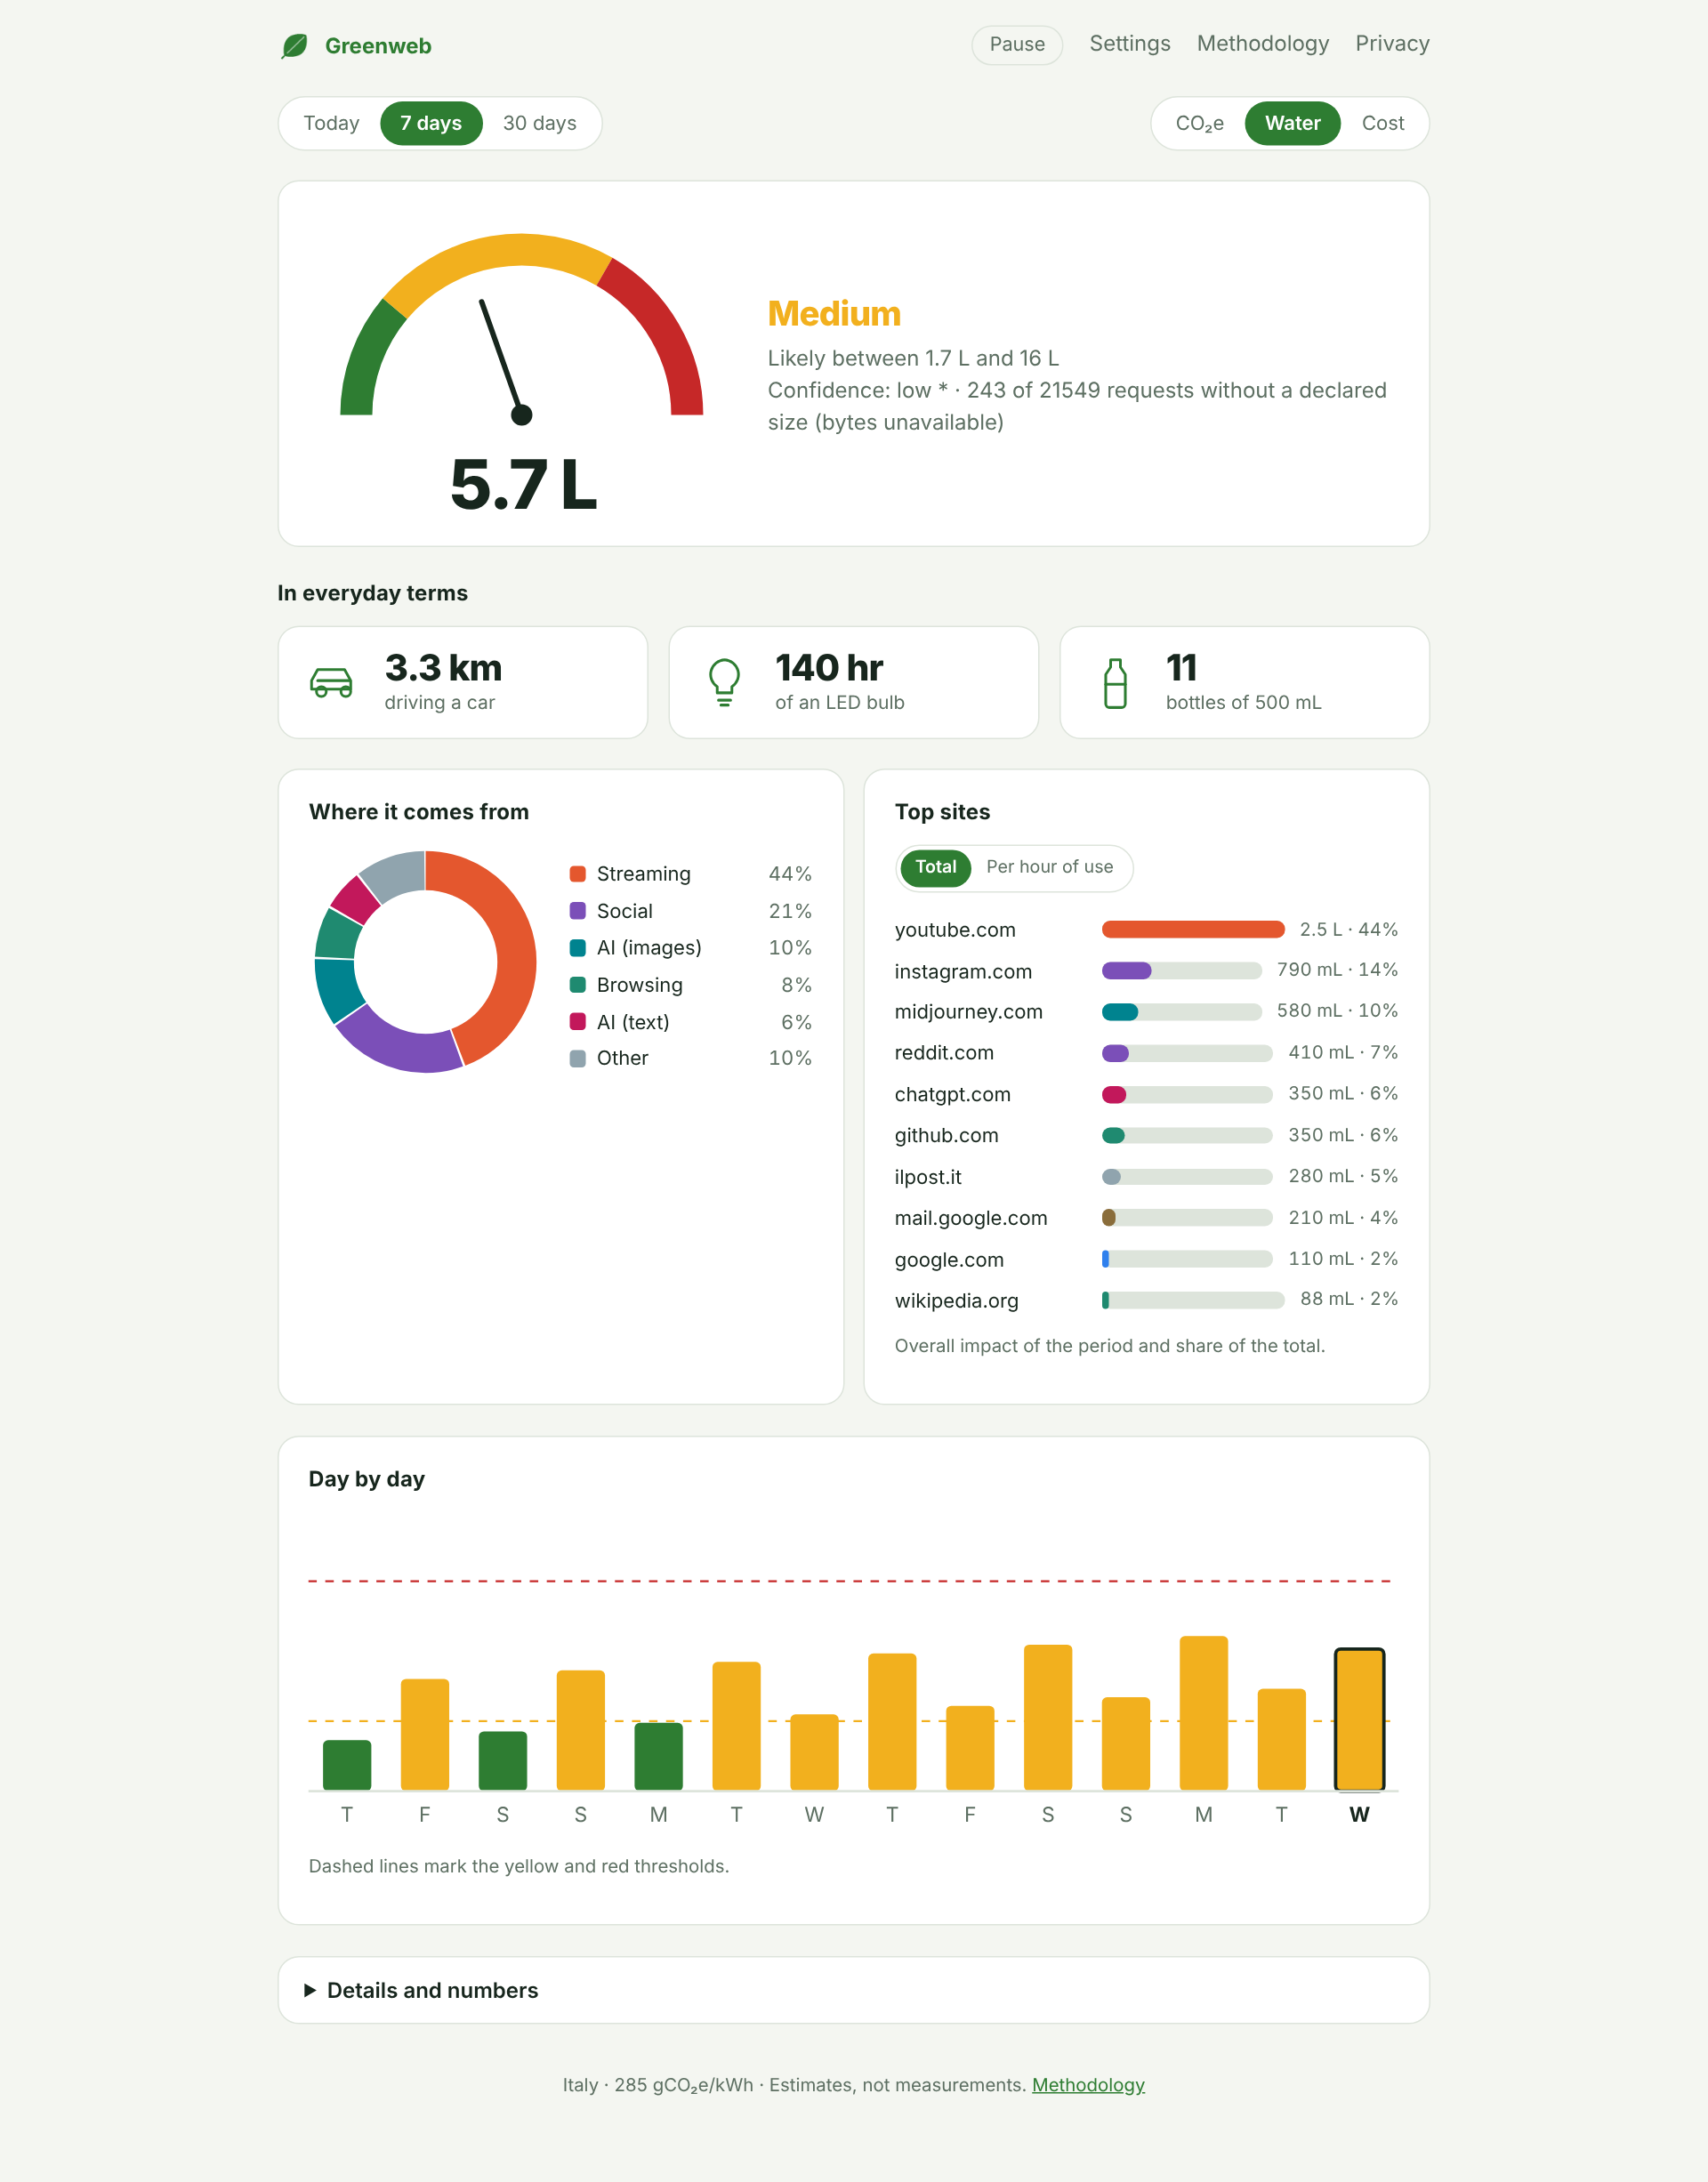 Greenweb
Pause Settings Methodology Privacy
Today 7 days 30 days
CO₂e Water Cost
Medium
Likely between 1.7 L and 16 L
Confidence: low * · 243 of 21549 requests without a declared
size (bytes unavailable)
5.7 L
In everyday terms
3.3 km
driving a car
140 hr
of an LED bulb
11
bottles of 500 mL
Where it comes from
Streaming 44%
Social 21%
AI (images) 10%
Browsing 8%
AI (text) 6%
Other 10%
Top sites
Total Per hour of use
youtube.com 2.5 L · 44%
instagram.com 790 mL · 14%
midjourney.com 580 mL · 10%
reddit.com 410 mL · 7%
chatgpt.com 350 mL · 6%
github.com 350 mL · 6%
ilpost.it 280 mL · 5%
mail.google.com 210 mL · 4%
google.com 110 mL · 2%
wikipedia.org 88 mL · 2%
Overall impact of the period and share of the total.
Day by day
T F S S M T W T F S S M T W
Dashed lines mark the yellow and red thresholds.
Details and numbers
Italy · 285 gCO₂e/kWh · Estimates, not measurements. Methodology